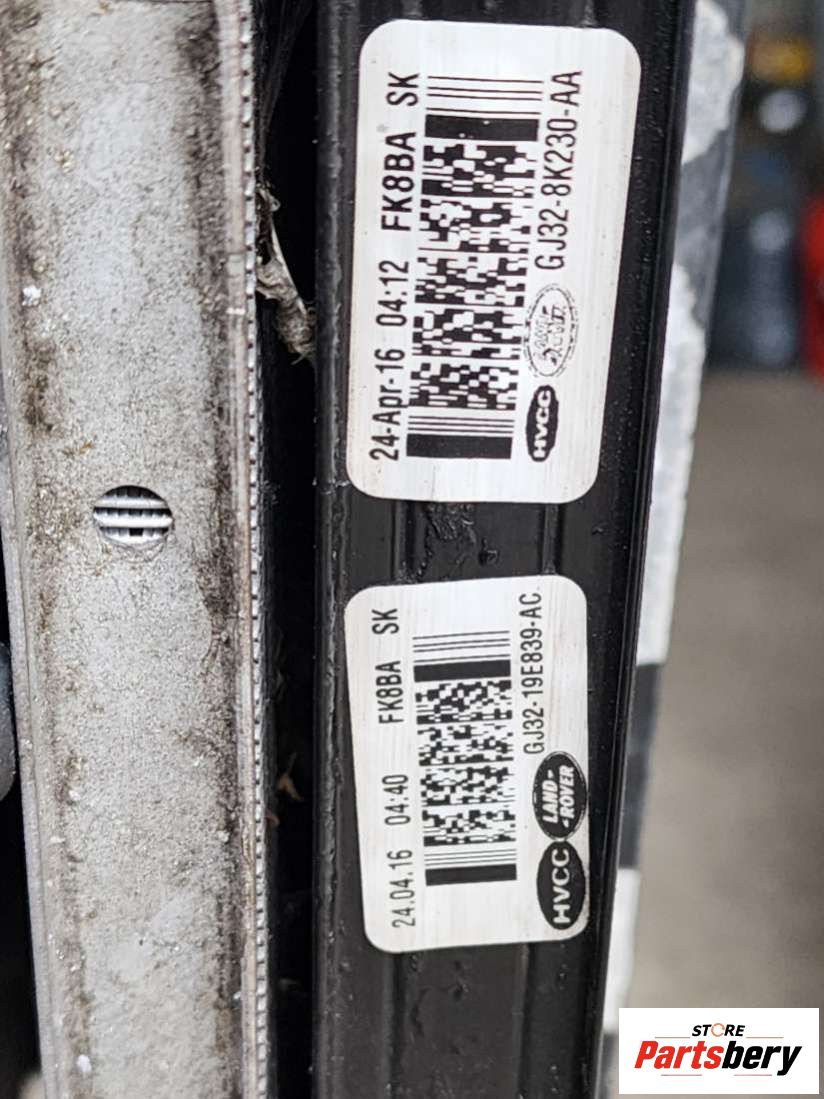 24-Apr-16 04:12 FK8BA SK
HVCC GJ32-8K230-AA
24.04.16 04:40 FK8BA SK
HVCC LAND-
-ROVER GJ32-19E839-AC
STORE
Partsbery